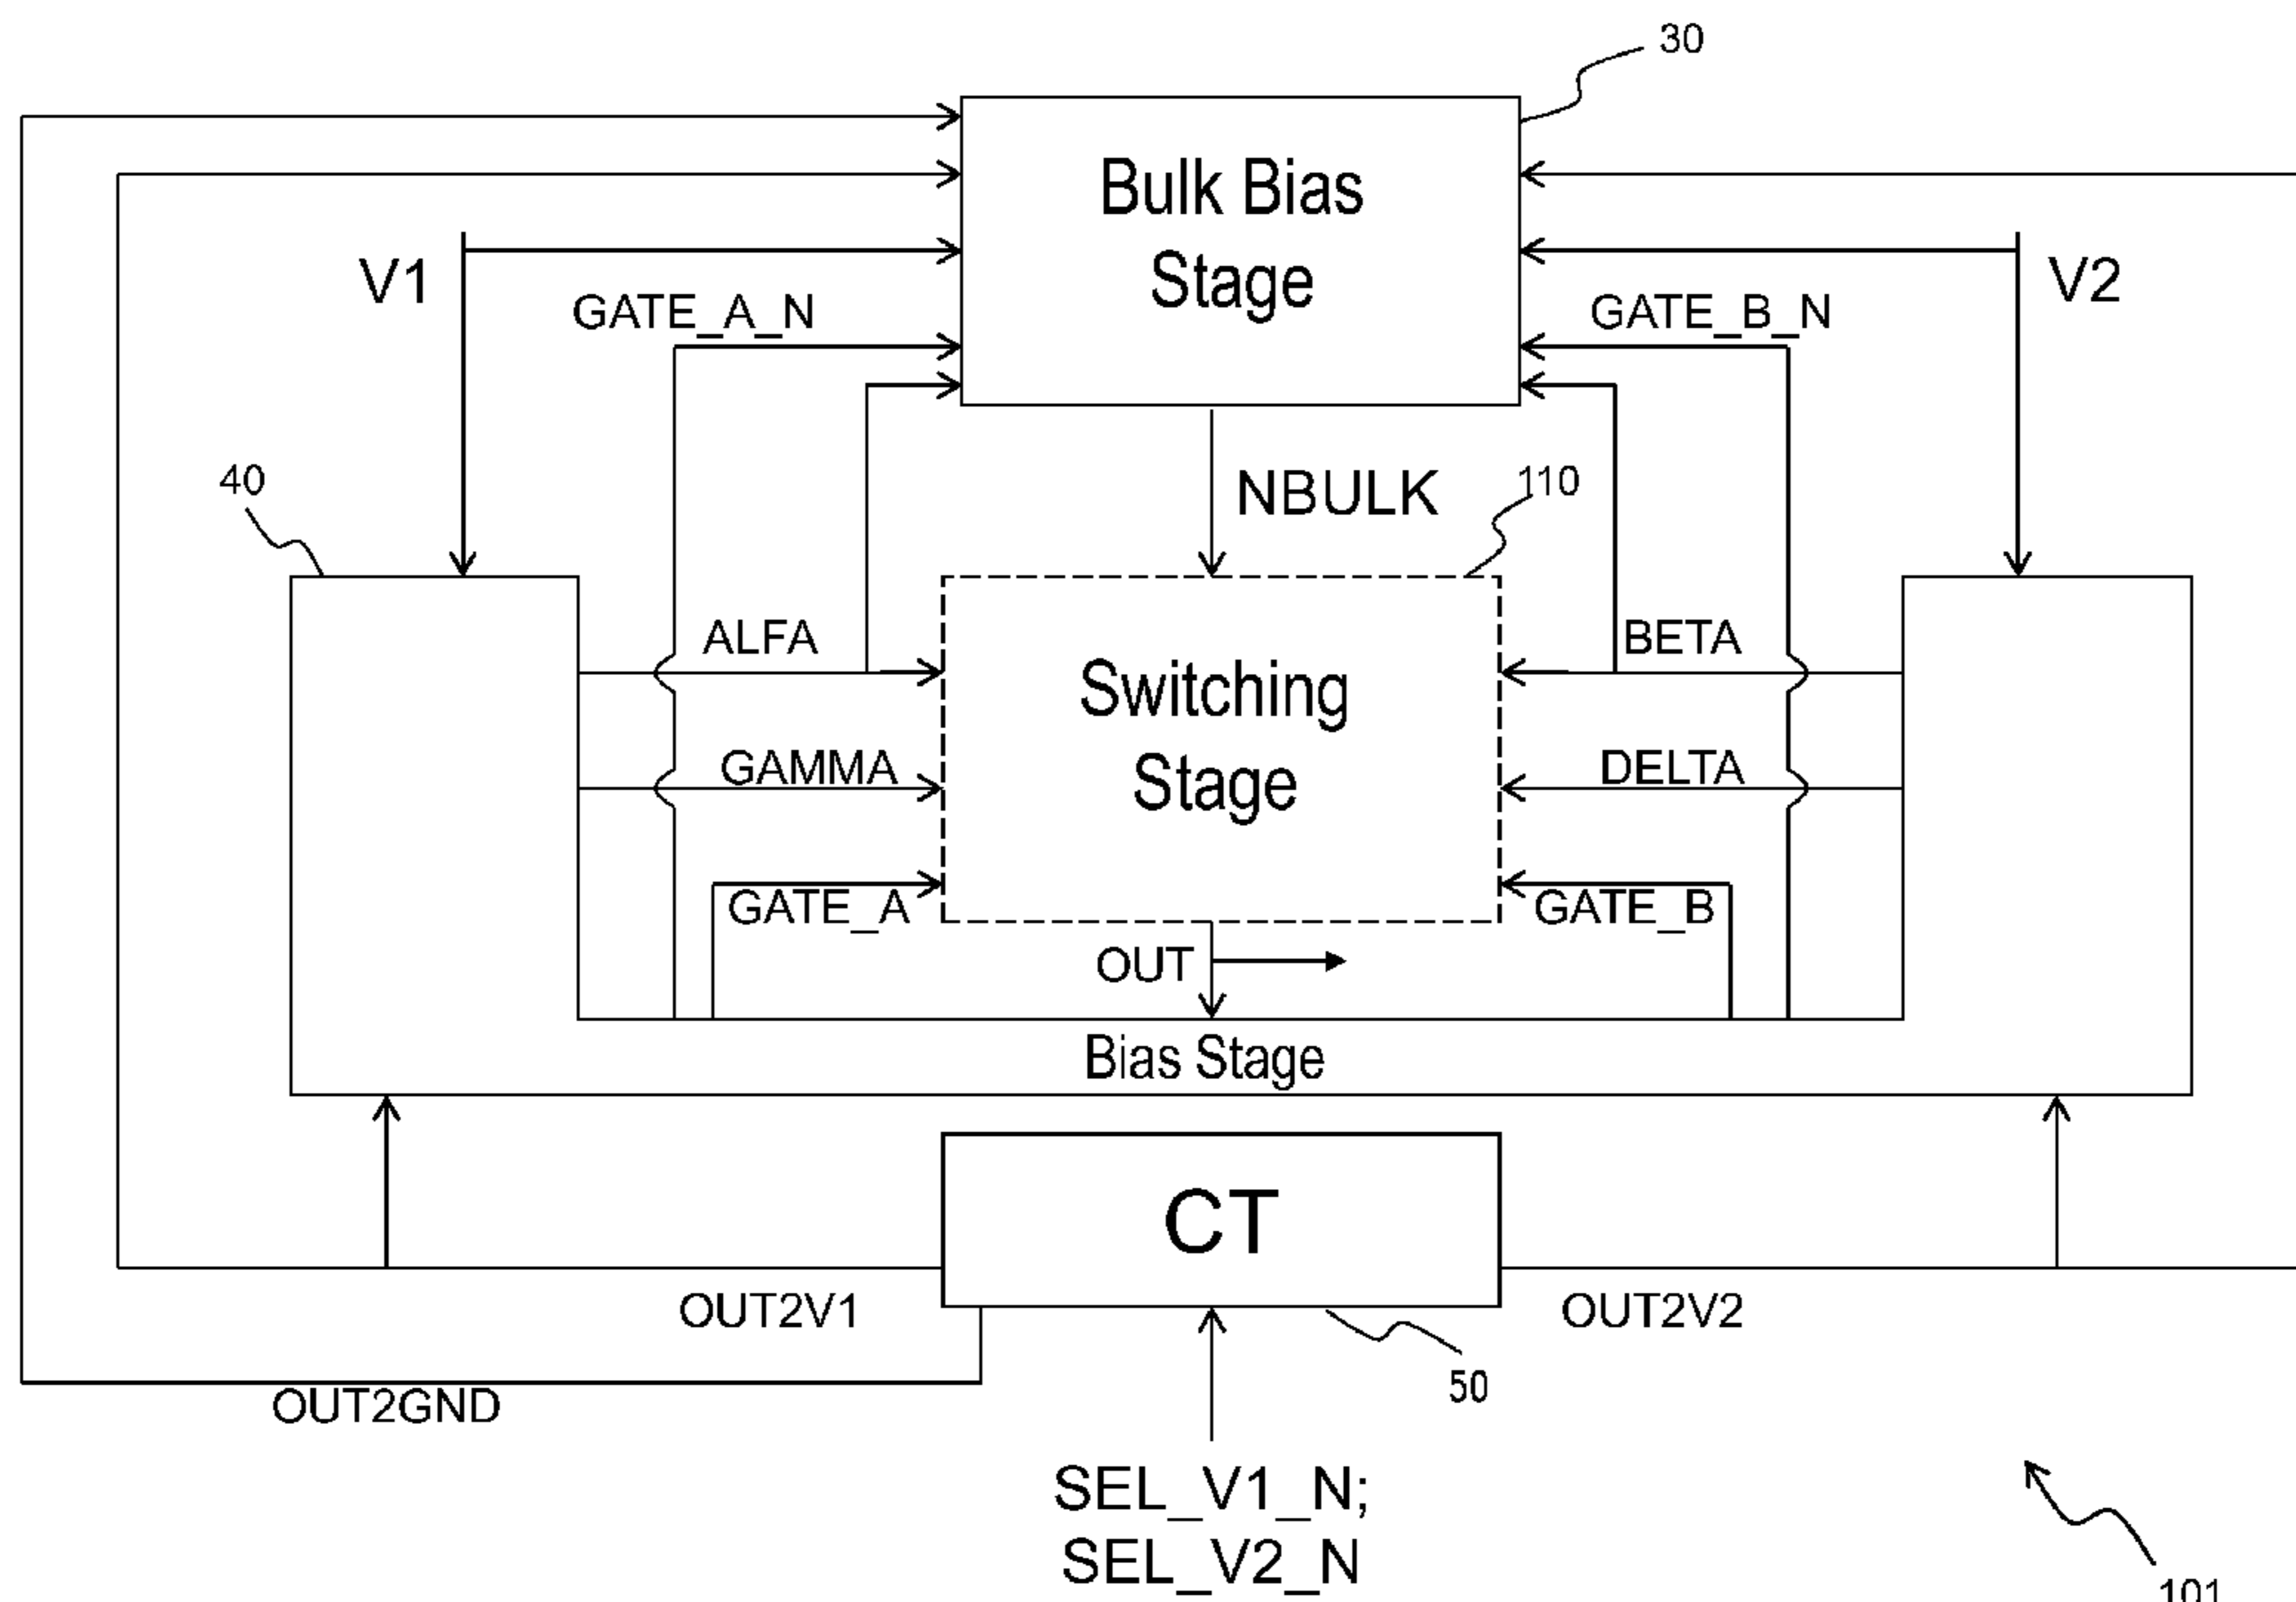 30
Bulk Bias
Stage
V1
V2
GATE_A_N
GATE_B_N
40
NBULK
110
ALFA
BETA
Switching
Stage
GAMMA
DELTA
GATE_A
GATE_B
OUT
Bias Stage
CT
OUT2V1
OUT2V2
50
OUT2GND
SEL_V1_N;
SEL_V2_N
101